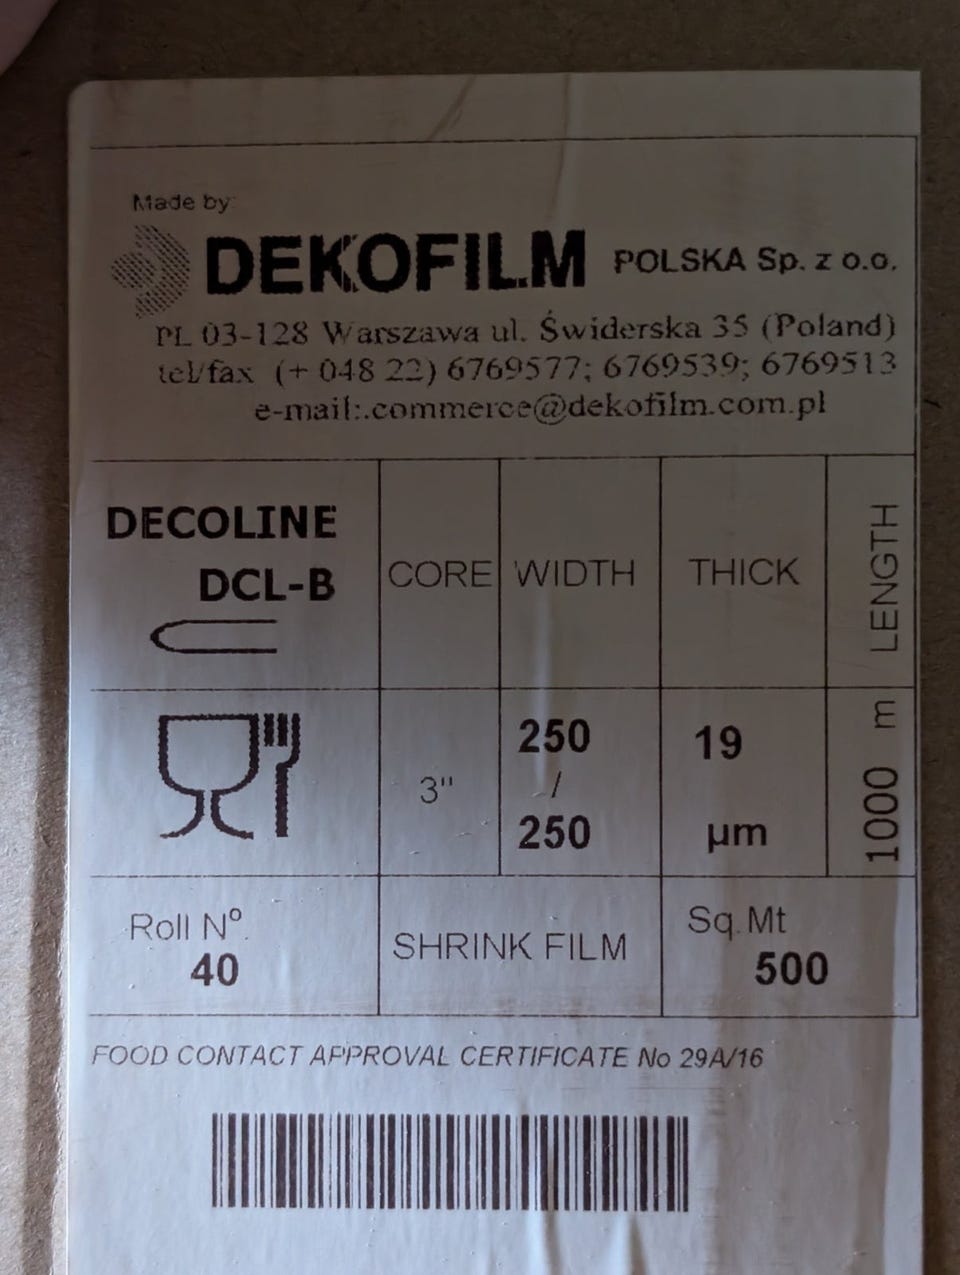 Made by:
DEKOFILM POLSKA Sp. z o.o.
PL 03-128 Warszawa ul. Świderska 35 (Poland)
tel/fax (+ 048 22) 6769577; 6769539; 6769513
e-mail:.commerce@dekofilm.com.pl
DECOLINE
DCL-B
CORE WIDTH THICK LENGTH
3" 250 / 250 19 µm 1000 m
Roll Nº.
40
SHRINK FILM
Sq.Mt
500
FOOD CONTACT APPROVAL CERTIFICATE No 29A/16